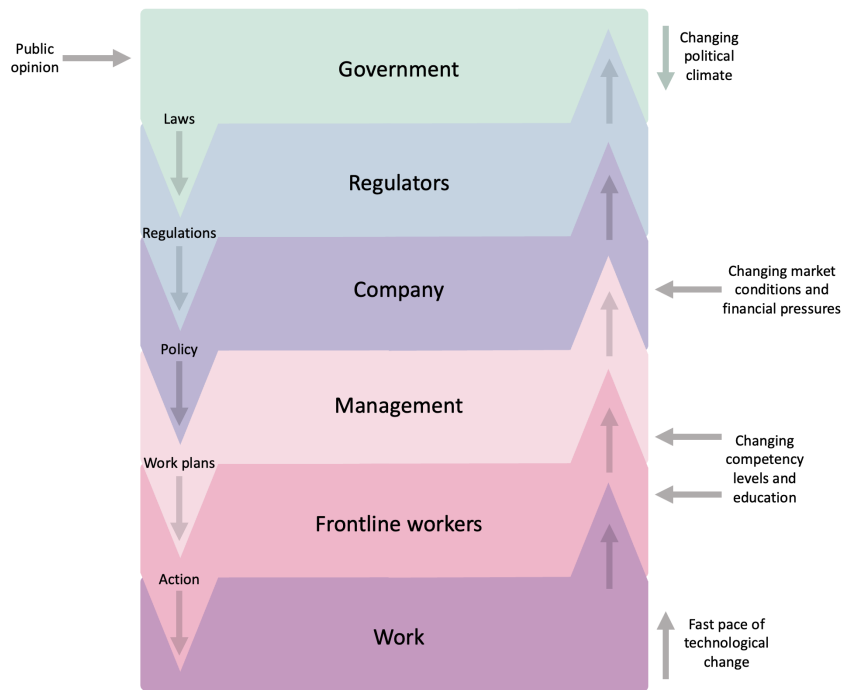 Public
opinion
Government
Changing
political
climate
Laws
Regulators
Regulations
Company
Changing market
conditions and
financial pressures
Policy
Management
Work plans
Changing
competency
levels and
education
Frontline workers
Action
Work
Fast pace of
technological
change